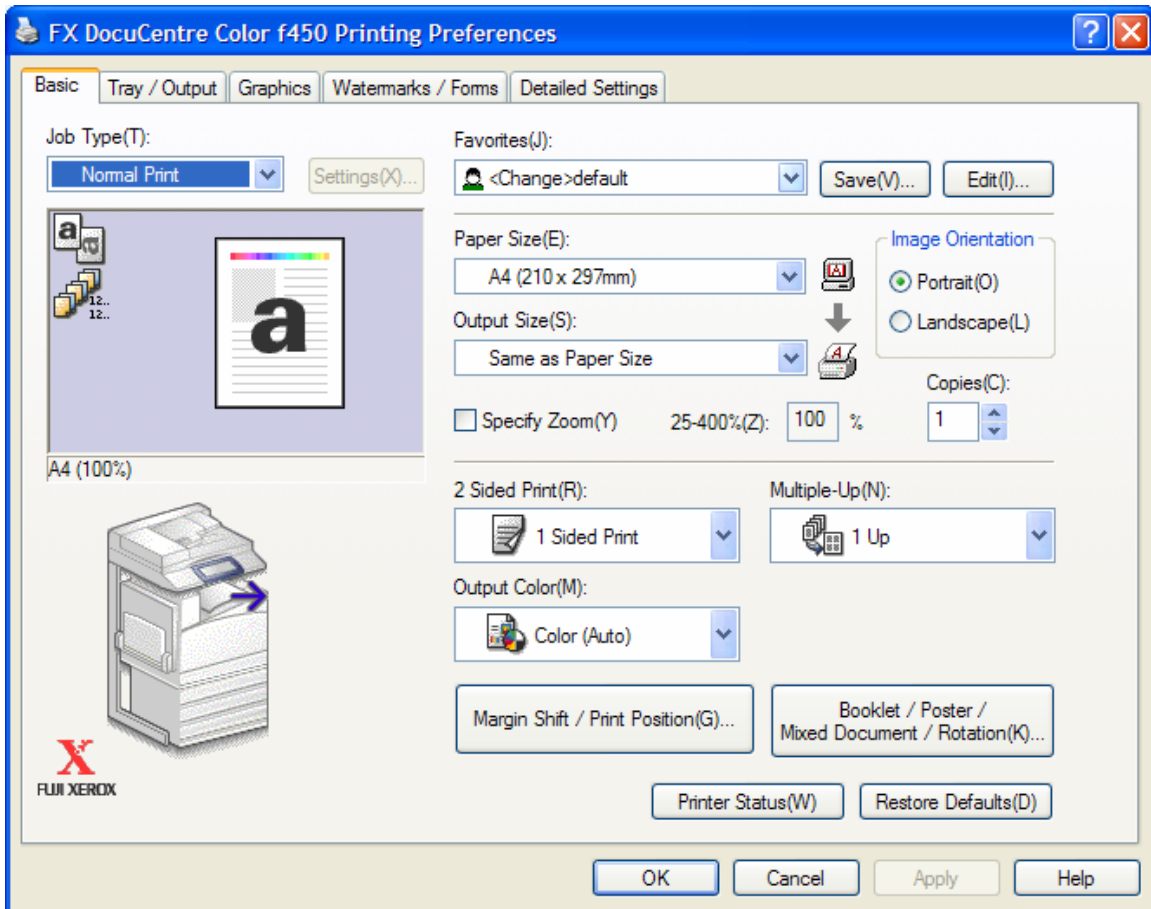 FX DocuCentre Color f450 Printing Preferences
Basic
Tray / Output
Graphics
Watermarks / Forms
Detailed Settings
Job Type(T):
Normal Print
Settings(X)...
a
a
12..
12..
a
A4 (100%)
FUJI XEROX
Favorites(J):
<Change>default
Save(V)...
Edit(I)...
Paper Size(E):
A4 (210 x 297mm)
A
Output Size(S):
Same as Paper Size
A
Image Orientation
Portrait(O)
Landscape(L)
Specify Zoom(Y)
25-400%(Z):
100
%
Copies(C):
1
2 Sided Print(R):
1 Sided Print
Multiple-Up(N):
1 Up
Output Color(M):
Color (Auto)
Margin Shift / Print Position(G)...
Booklet / Poster /
Mixed Document / Rotation(K)...
Printer Status(W)
Restore Defaults(D)
OK
Cancel
Apply
Help